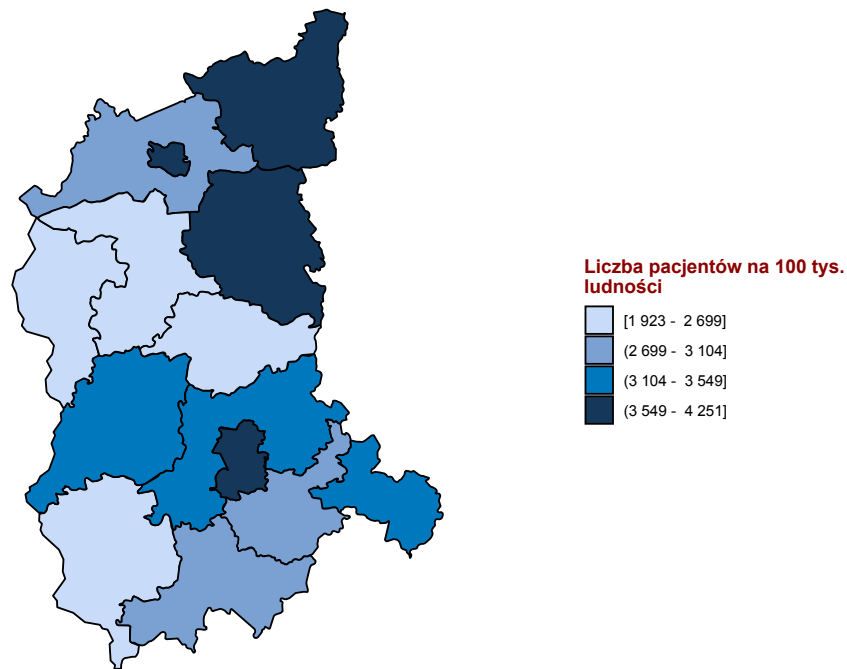 Liczba pacjentów na 100 tys.
ludności
[1 923 - 2 699]
(2 699 - 3 104]
(3 104 - 3 549]
(3 549 - 4 251]